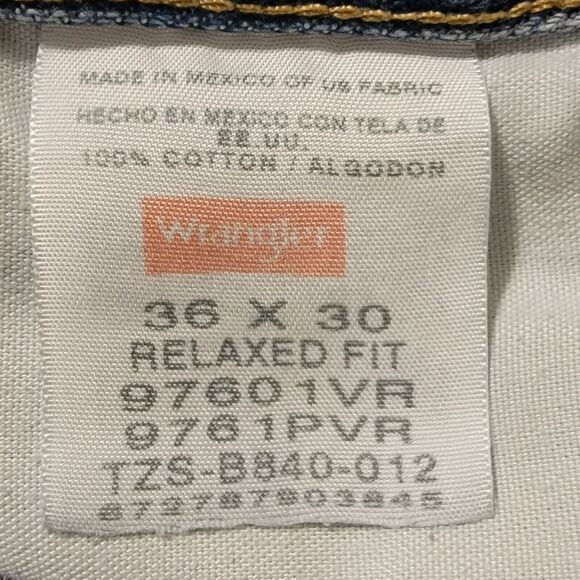 MADE IN MEXICO OF US FABRIC
HECHO EN MEXICO CON TELA DE
EE.UU.
100% COTTON / ALGODON
Wrangler
36 X 30
RELAXED FIT
97601VR
9761PVR
TZS-B840-012
872787903845